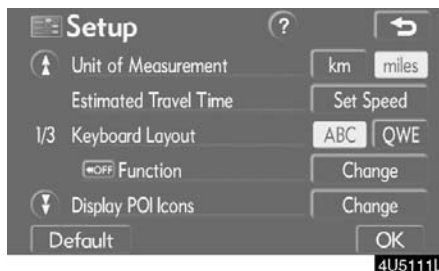 Setup ?
Unit of Measurement km miles
Estimated Travel Time Set Speed
1/3 Keyboard Layout ABC QWE
OFF Function Change
Display POI Icons Change
Default OK
4U5111I